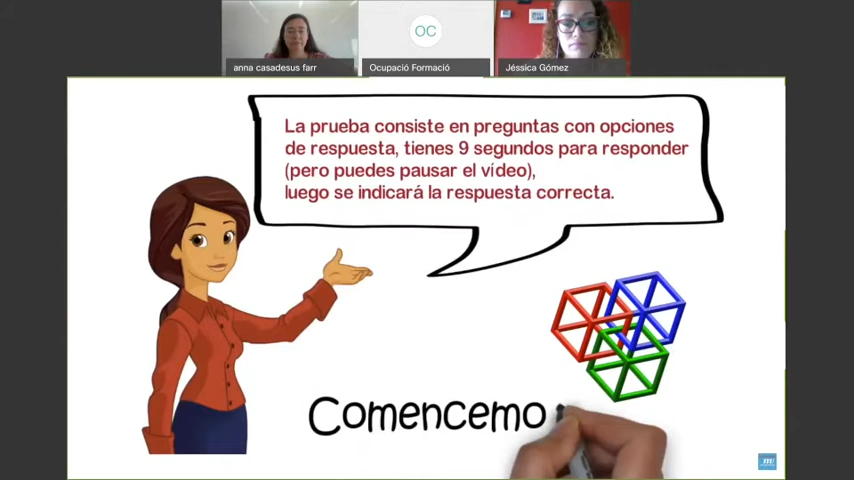 OC
anna casadesus farr
Ocupació Formació
Jéssica Gómez
La prueba consiste en preguntas con opciones
de respuesta, tienes 9 segundos para responder
(pero puedes pausar el vídeo),
luego se indicará la respuesta correcta.
Comencemo